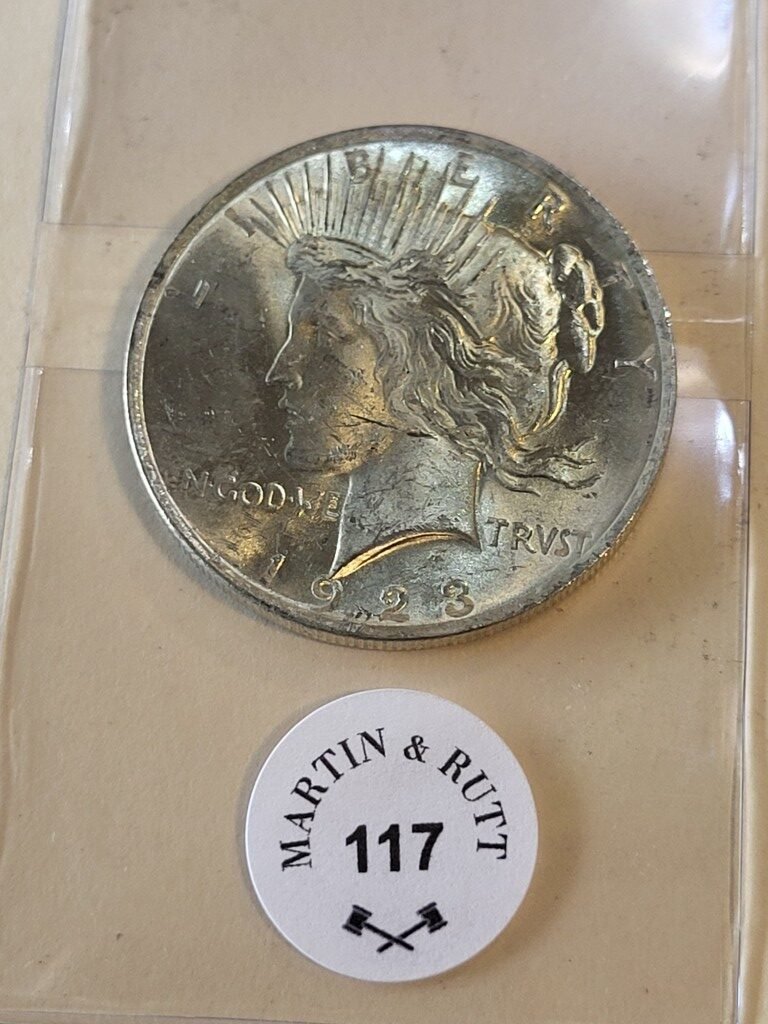 LIBERTY
IN·GOD·WE TRVST
1923
MARTIN & RUTT
117